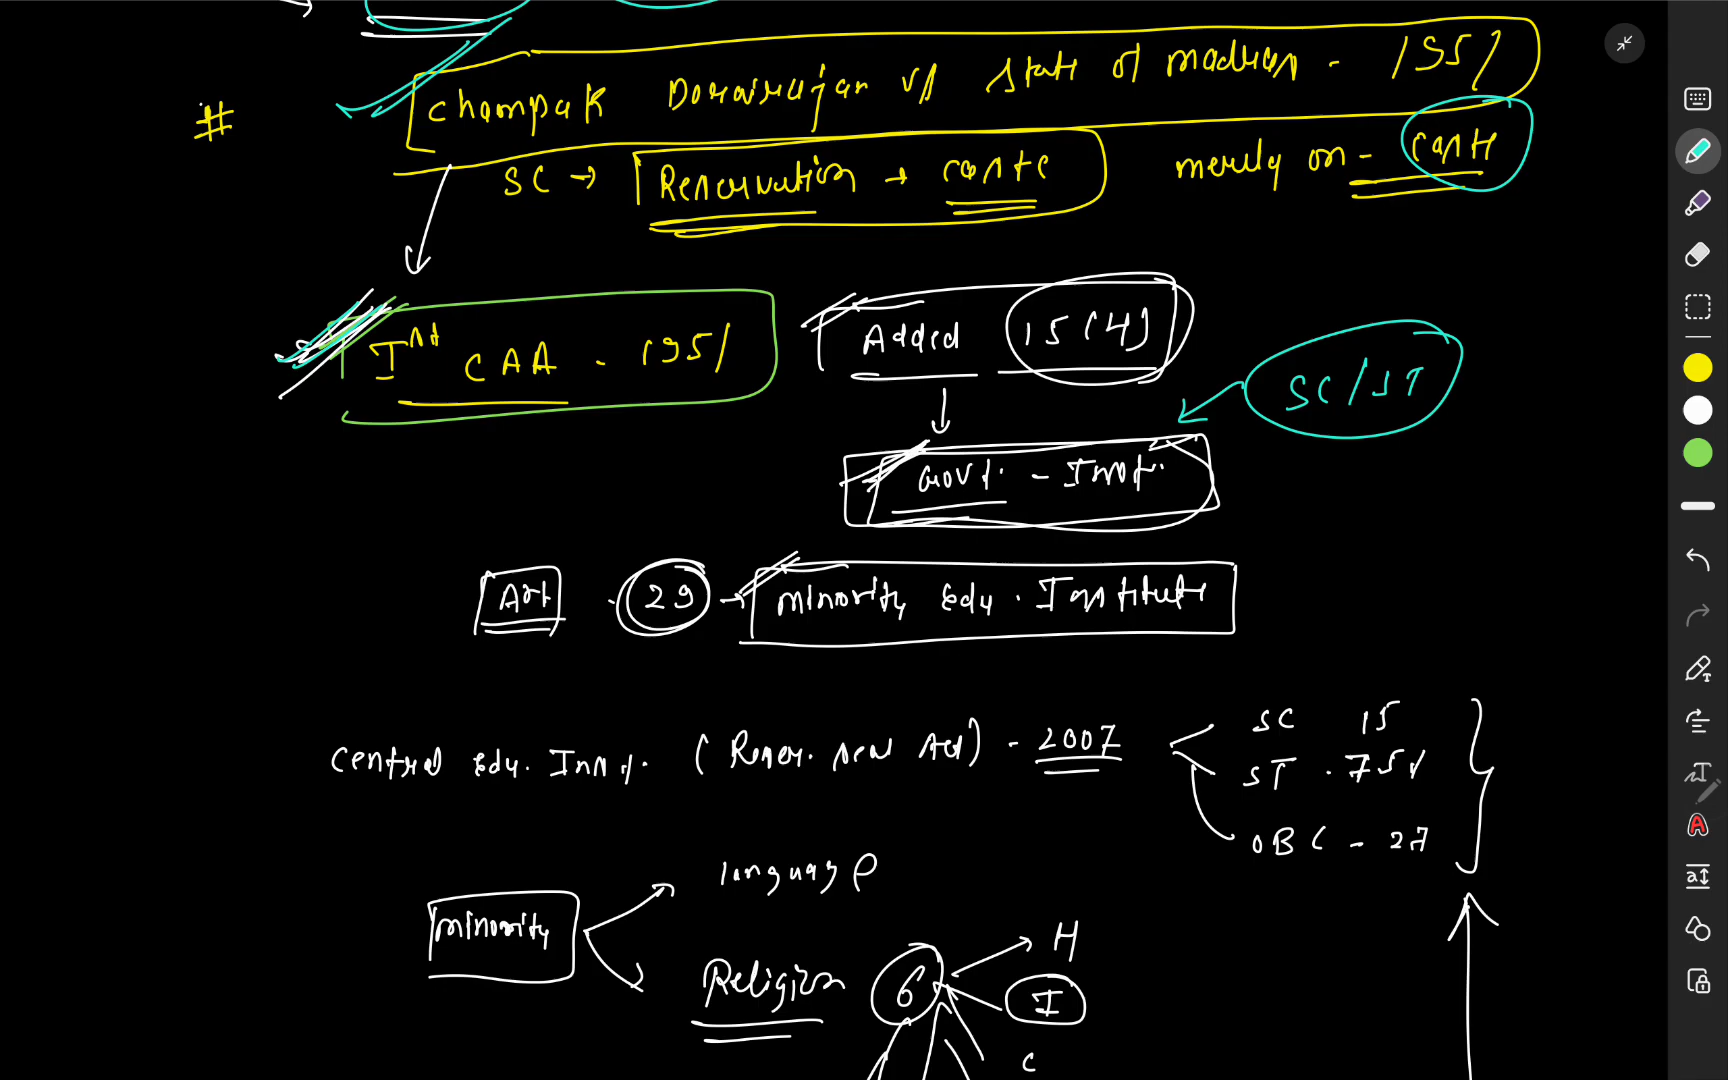 # Champak Dorairajan v/s State of madras - 1951
SC → Reservation → caste merely on - caste
Ist CAA - 1951 Added 15(4)
SC/ST
Govt. - Inst.
Art 29 → minority Edu. Institute
Central Edu. Inst. (Reser. Act) - 2007
SC 15
ST . 7.5%
OBC - 27
minority
language
Religion 6
H
I
C